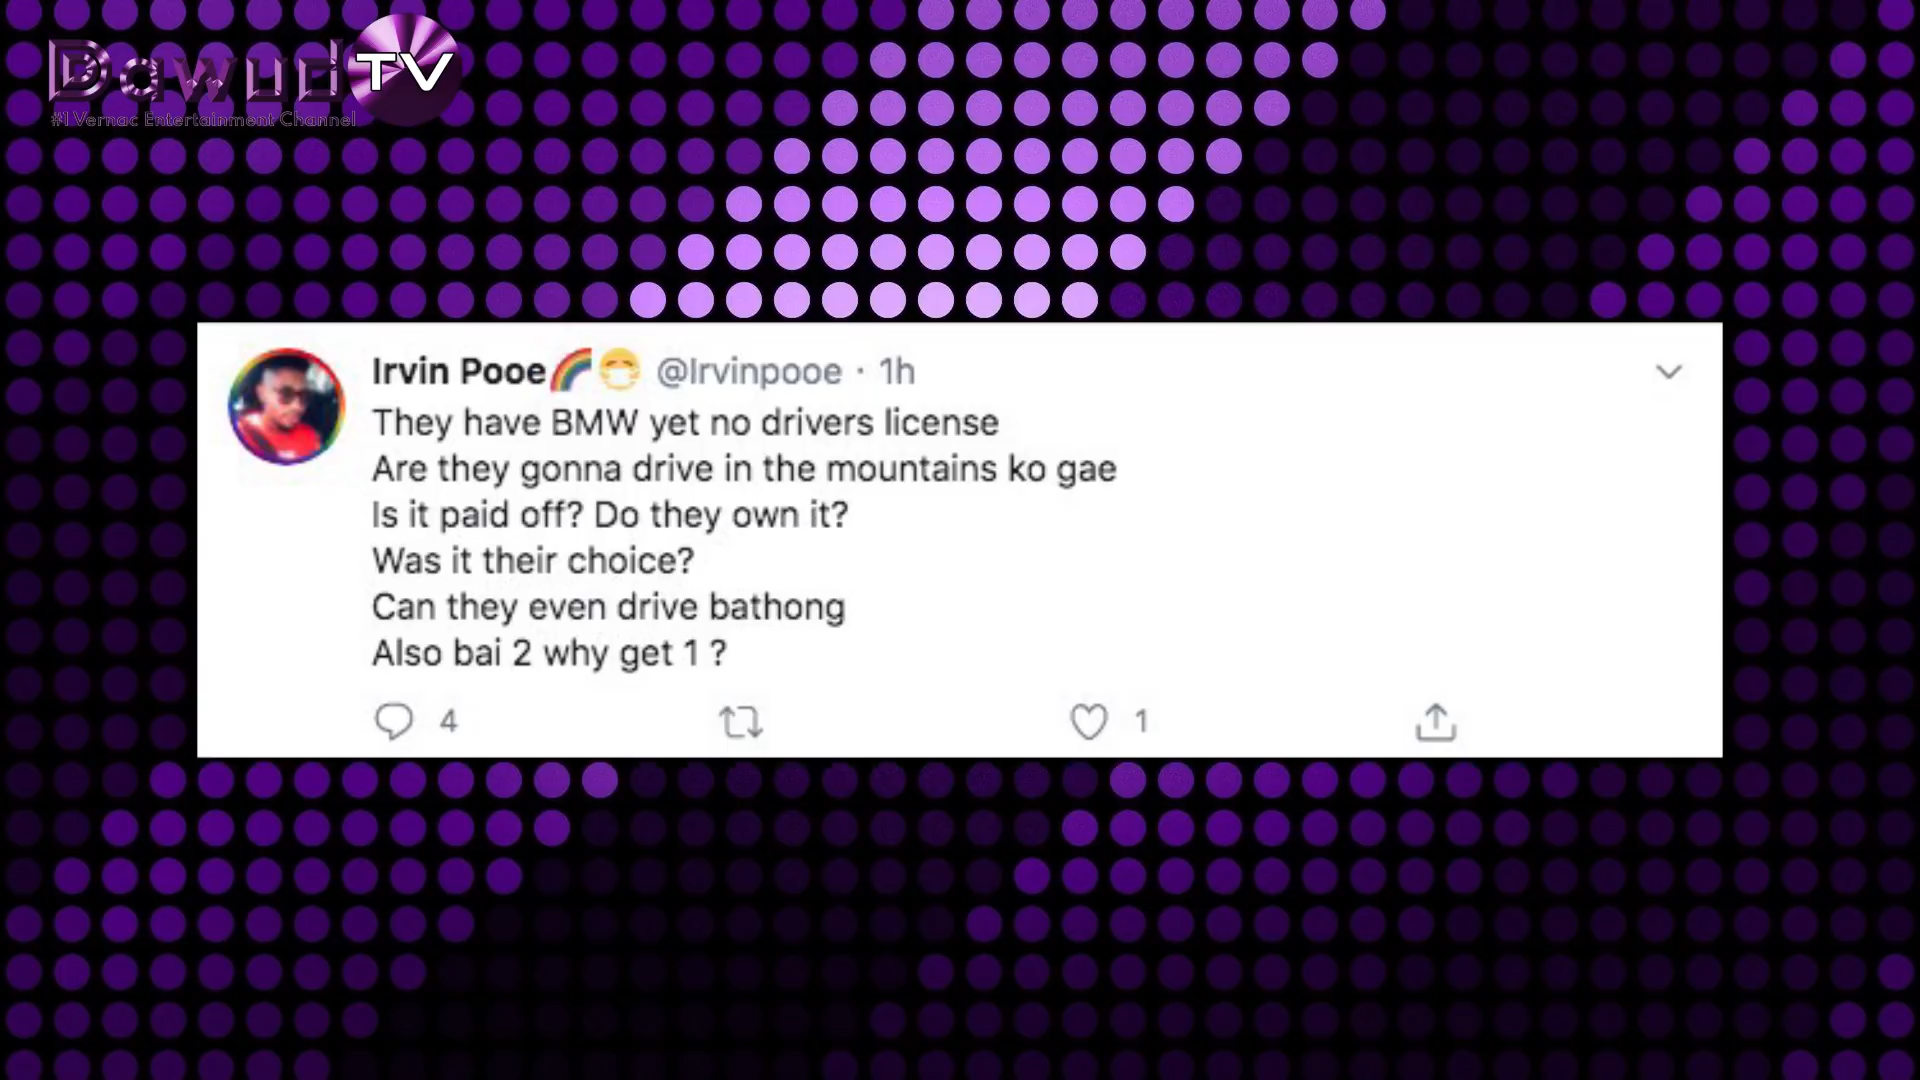 Dawud TV
#1 Vernac Entertainment Channel
Irvin Pooe🌈😷 @Irvinpooe · 1h
They have BMW yet no drivers license
Are they gonna drive in the mountains ko gae
Is it paid off? Do they own it?
Was it their choice?
Can they even drive bathong
Also bai 2 why get 1 ?
4 1